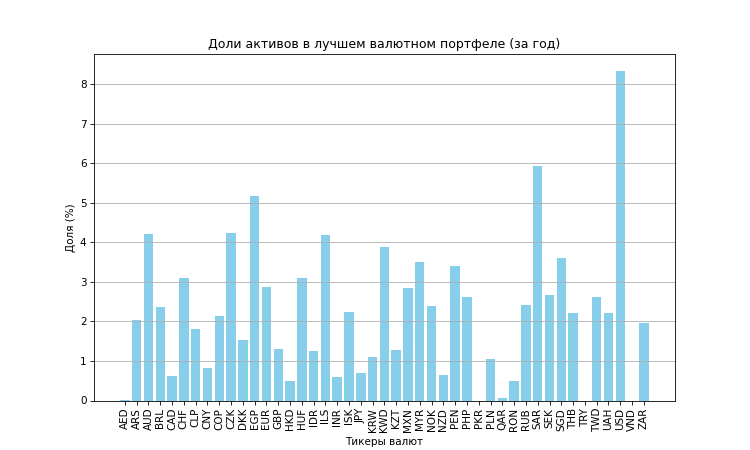 Доли активов в лучшем валютном портфеле (за год)
Доля (%)
8
7
6
5
4
3
2
1
0
AED ARS AUD BRL CAD CHF CLP CNY COP CZK DKK EGP EUR GBP HKD HUF IDR ILS INR ISK JPY KRW KWD KZT MXN MYR NOK NZD PEN PHP PKR PLN QAR RON RUB SAR SEK SGD THB TRY TWD UAH USD VND ZAR
Тикеры валют